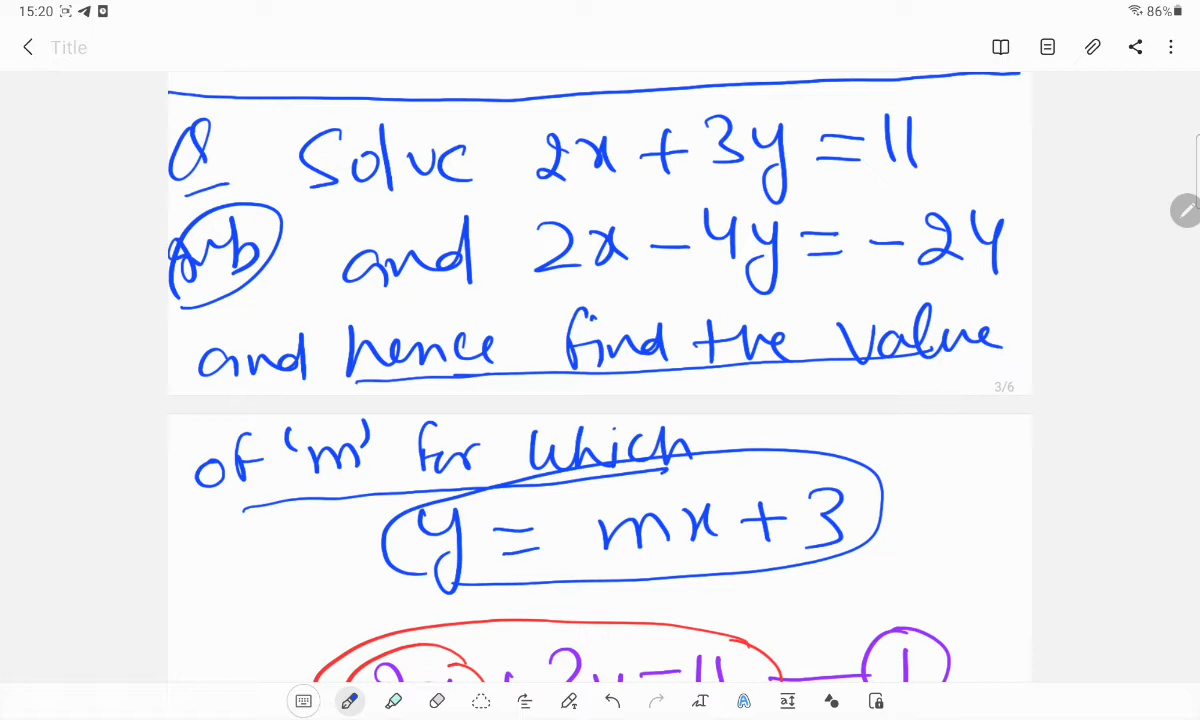 15:20
86%
Title
Q Solve 2x + 3y = 11
and 2x - 4y = -24
and hence find the value
3/6
of 'm' for which
y = mx + 3
1